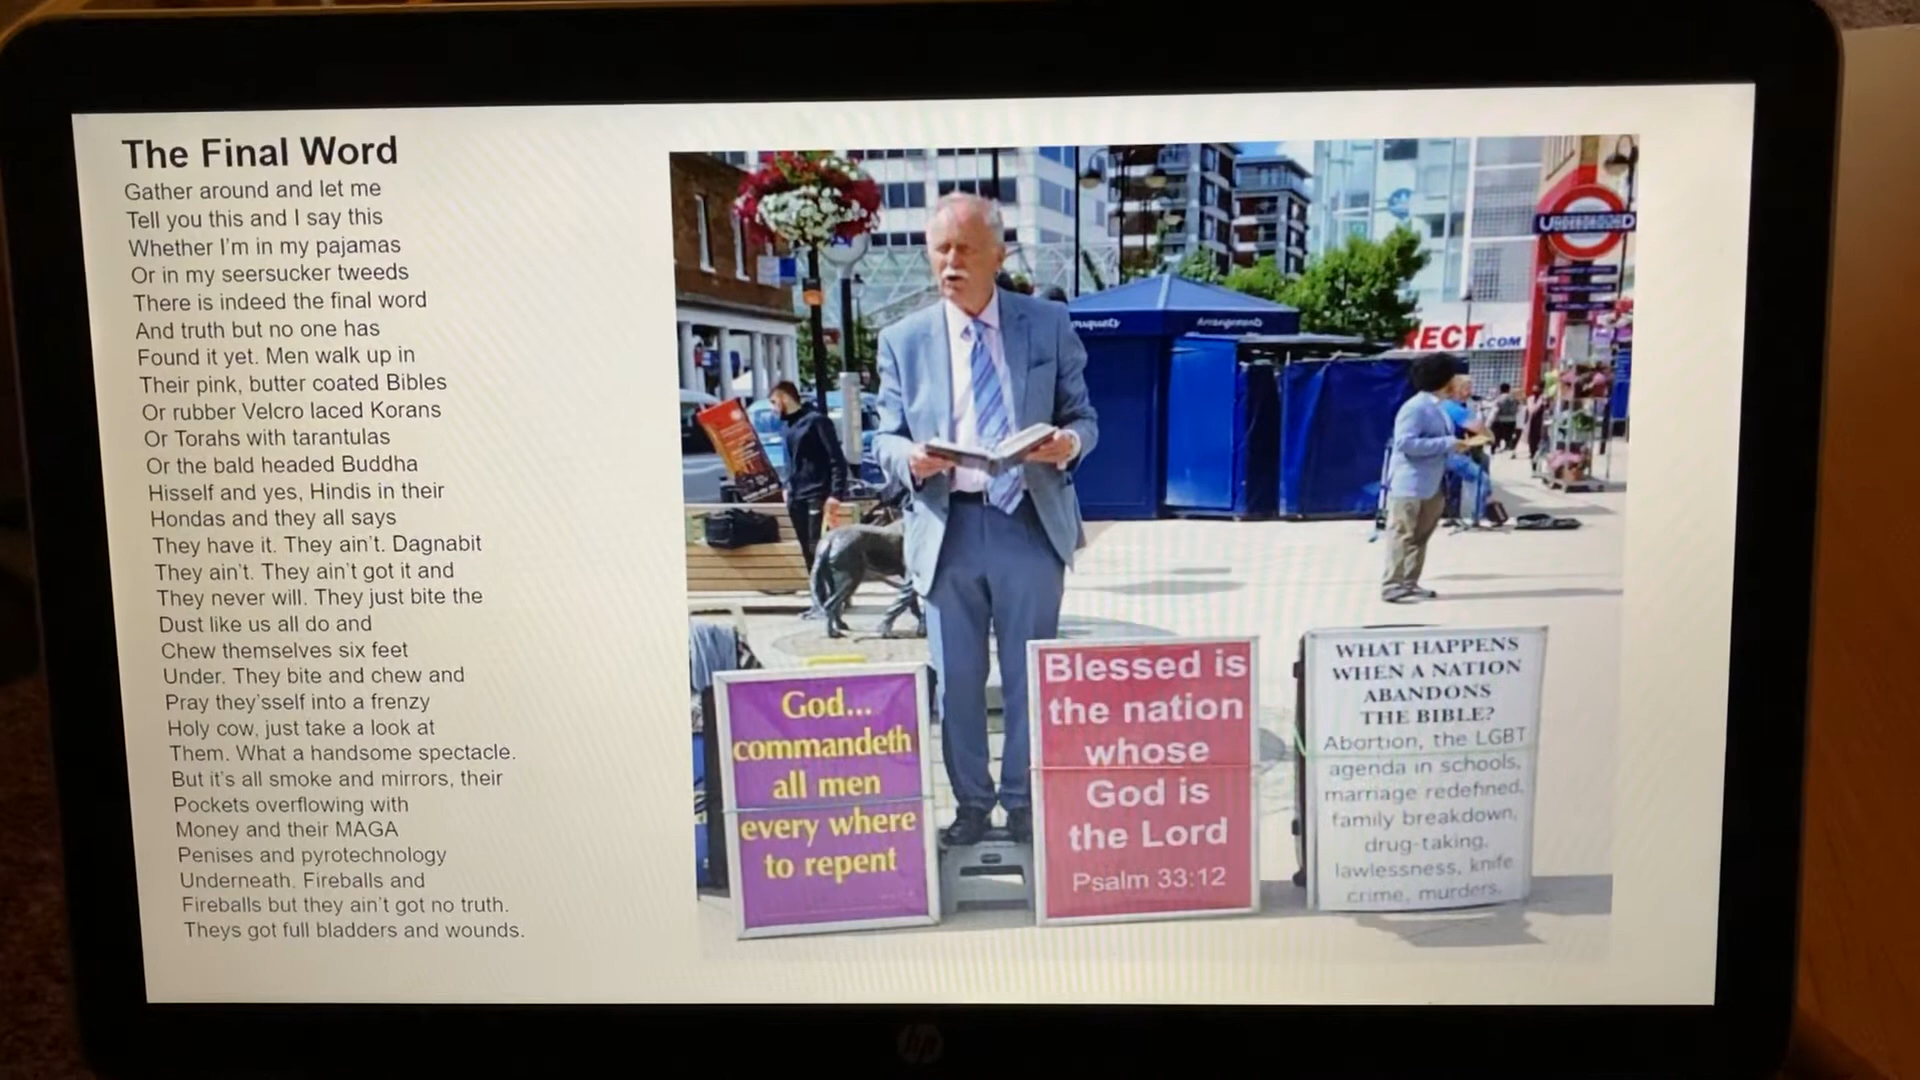 The Final Word
Gather around and let me
Tell you this and I say this
Whether I'm in my pajamas
Or in my seersucker tweeds
There is indeed the final word
And truth but no one has
Found it yet. Men walk up in
Their pink, butter coated Bibles
Or rubber Velcro laced Korans
Or Torahs with tarantulas
Or the bald headed Buddha
Hisself and yes, Hindis in their
Hondas and they all says
They have it. They ain't. Dagnabit
They ain't. They ain't got it and
They never will. They just bite the
Dust like us all do and
Chew themselves six feet
Under. They bite and chew and
Pray they'sself into a frenzy
Holy cow, just take a look at
Them. What a handsome spectacle.
But it's all smoke and mirrors, their
Pockets overflowing with
Money and their MAGA
Penises and pyrotechnology
Underneath. Fireballs and
Fireballs but they ain't got no truth.
Theys got full bladders and wounds.
UNDERGROUND
ouquets
Arrangements
RECT.COM
God...
commandeth
all men
every where
to repent
Blessed is
the nation
whose
God is
the Lord
Psalm 33:12
WHAT HAPPENS
WHEN A NATION
ABANDONS
THE BIBLE?
Abortion, the LGBT
agenda in schools,
marriage redefined,
family breakdown,
drug-taking,
lawlessness, knife
crime, murders.
hp